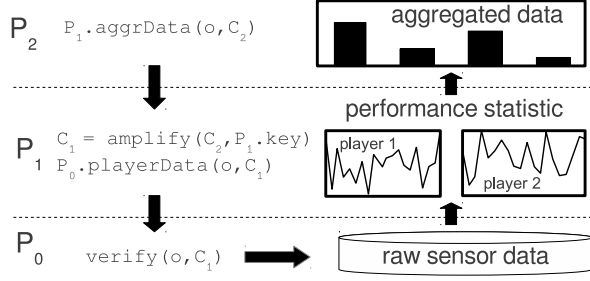 P2 P1.aggrData(o,C2) aggregated data
performance statistic
P1 C1 = amplify(C2,P1.key)
P0.playerData(o,C1)
player 1
player 2
P0 verify(o,C1) raw sensor data